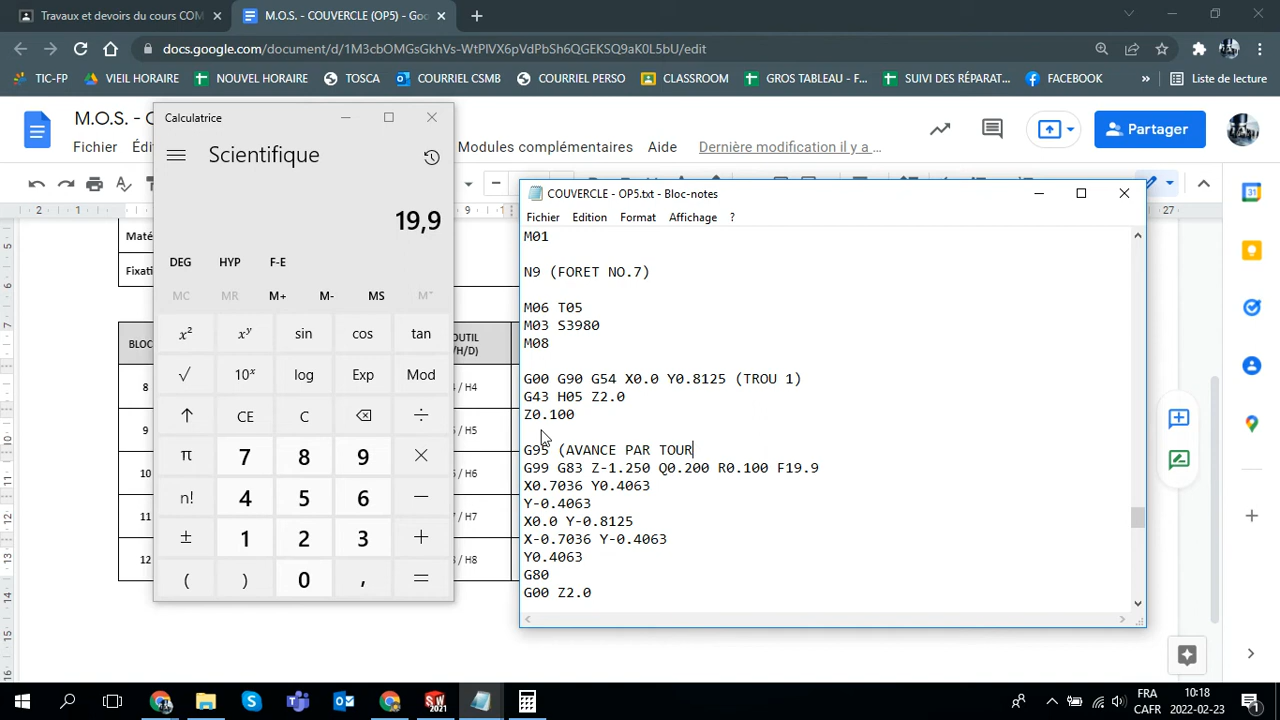 Travaux et devoirs du cours COM
M.O.S. - COUVERCLE (OP5) - Goo
docs.google.com/document/d/1M3cbOMGsGkhVs-WtPIVX6pVdPbSh6QGEKSQ9aK0L5bU/edit
TIC-FP
VIEIL HORAIRE
NOUVEL HORAIRE
TOSCA
COURRIEL CSMB
COURRIEL PERSO
CLASSROOM
GROS TABLEAU - F...
SUIVI DES RÉPARAT...
FACEBOOK
»
Liste de lecture
M.O.S. - C
Fichier
Modules complémentaires
Aide
Dernière modification il y a ...
Partager
2
1
9
27
Maté
Fixati
BLOC
OUTIL
/H/D)
8
/ H4
9
/ H5
10
11
/ H7
12
/ H8
Calculatrice
Scientifique
19,9
DEG
HYP
F-E
MC
MR
M+
M-
MS
M˅
x²
xʸ
sin
cos
tan
√
10ˣ
log
Exp
Mod
↑
CE
C
÷
π
7
8
9
×
n!
4
5
6
−
±
1
2
3
+
(
)
0
,
=
COUVERCLE - OP5.txt - Bloc-notes
Fichier
Edition
Format
Affichage
?
M01
N9 (FORET NO.7)
M06 T05
M03 S3980
M08
G00 G90 G54 X0.0 Y0.8125 (TROU 1)
G43 H05 Z2.0
Z0.100
G95 (AVANCE PAR TOUR
G99 G83 Z-1.250 Q0.200 R0.100 F19.9
X0.7036 Y0.4063
Y-0.4063
X0.0 Y-0.8125
X-0.7036 Y-0.4063
Y0.4063
G80
G00 Z2.0
FRA
CAFR
10:18
2022-02-23